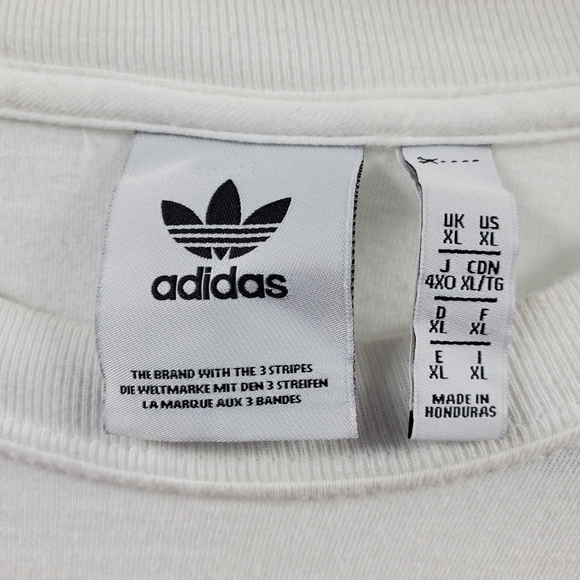 adidas
THE BRAND WITH THE 3 STRIPES
DIE WELTMARKE MIT DEN 3 STREIFEN
LA MARQUE AUX 3 BANDES
UK US
XL XL
J CDN
4XO XL/TG
D F
XL XL
E I
XL XL
MADE IN
HONDURAS